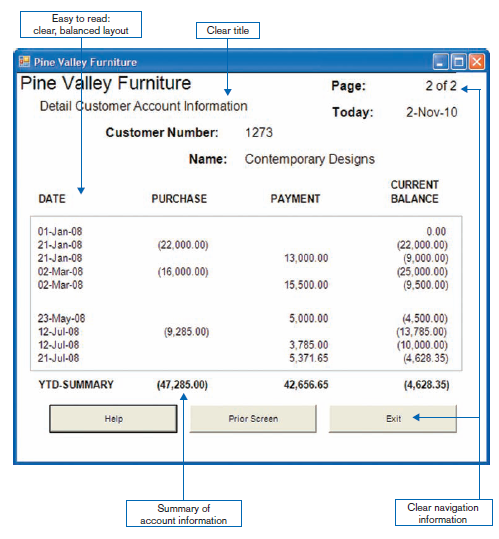 Easy to read:
clear, balanced layout
Clear title
Pine Valley Furniture
Pine Valley Furniture
Page: 2 of 2
Detail Customer Account Information
Today: 2-Nov-10
Customer Number: 1273
Name: Contemporary Designs
DATE PURCHASE PAYMENT CURRENT BALANCE
01-Jan-08 0.00
21-Jan-08 (22,000.00) (22,000.00)
21-Jan-08 13,000.00 (9,000.00)
02-Mar-08 (16,000.00) (25,000.00)
02-Mar-08 15,500.00 (9,500.00)
23-May-08 5,000.00 (4,500.00)
12-Jul-08 (9,285.00) (13,785.00)
12-Jul-08 3,785.00 (10,000.00)
21-Jul-08 5,371.65 (4,628.35)
YTD-SUMMARY (47,285.00) 42,656.65 (4,628.35)
Help Prior Screen Exit
Summary of
account information
Clear navigation
information